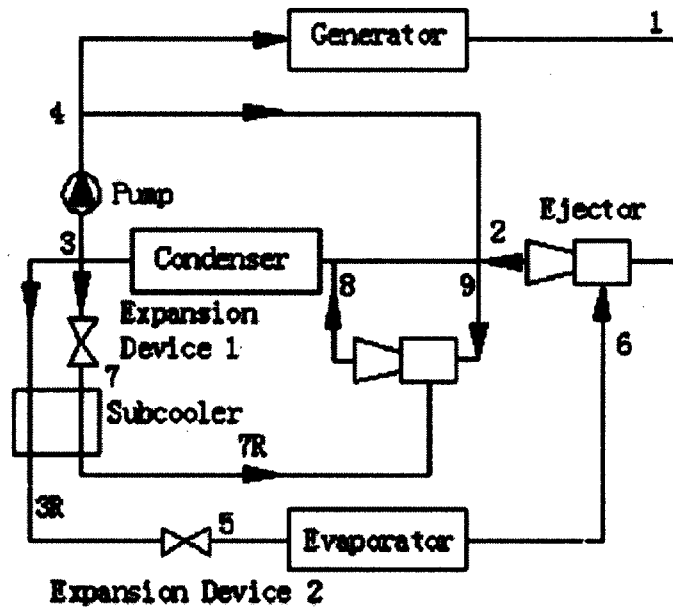 Generator
1
4
Pump
Ejector
3
Condenser
2
8
9
Expansion
Device 1
6
7
Subcooler
7R
3R
5
Evaporator
Expansion Device 2